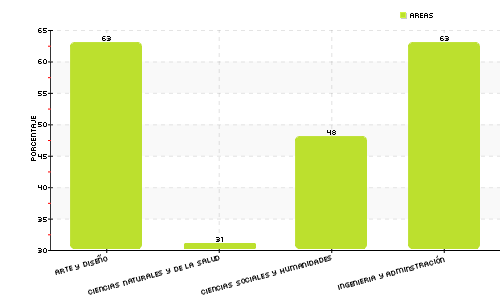 AREAS
65
60
55
50
45
40
35
30
PORCENTAJE
63
31
48
63
ARTE Y DISEÑO
CIENCIAS NATURALES Y DE LA SALUD
CIENCIAS SOCIALES Y HUMANIDADES
INGENIERIA Y ADMINSTRACIÓN